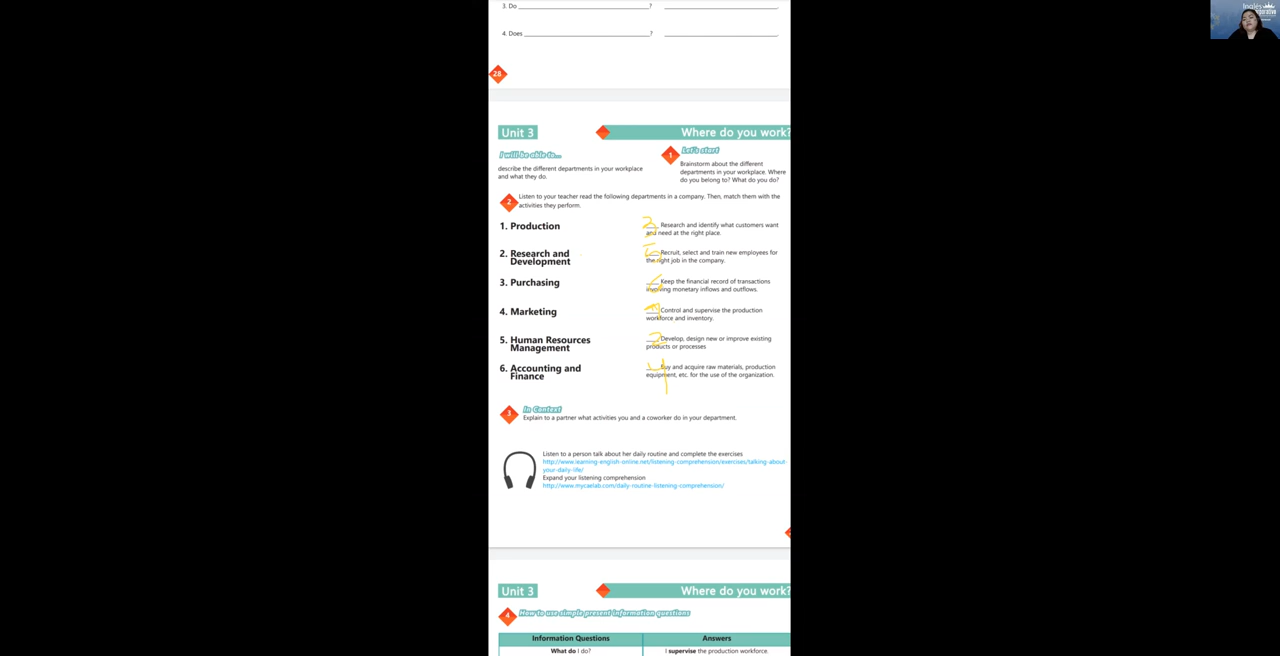 3. Do ______________________? ______________________.
4. Does ______________________? ______________________.
28
Inglés
Unit 3
Where do you work?
I will be able to...
describe the different departments in your workplace
and what they do.
1
Let's start
Brainstorm about the different
departments in your workplace. Where
do you belong to? What do you do?
2
Listen to your teacher read the following departments in a company. Then, match them with the
activities they perform.
1. Production
3 Research and identify what customers want
and need at the right place.
2. Research and
Development
5 Recruit, select and train new employees for
the right job in the company.
3. Purchasing
6 Keep the financial record of transactions
involving monetary inflows and outflows.
4. Marketing
Control and supervise the production
workforce and inventory.
5. Human Resources
Management
2 Develop, design new or improve existing
products or processes
6. Accounting and
Finance
4 Buy and acquire raw materials, production
equipment, etc. for the use of the organization.
3
In Context
Explain to a partner what activities you and a coworker do in your department.
Listen to a person talk about her daily routine and complete the exercises
http://www.learning-english-online.net/listening-comprehension/exercises/talking-about-
your-daily-life/
Expand your listening comprehension
http://www.mycaelab.com/daily-routine-listening-comprehension/
Unit 3
Where do you work?
4
How to use simple present information questions
Information Questions
Answers
What do I do?
I supervise the production workforce.